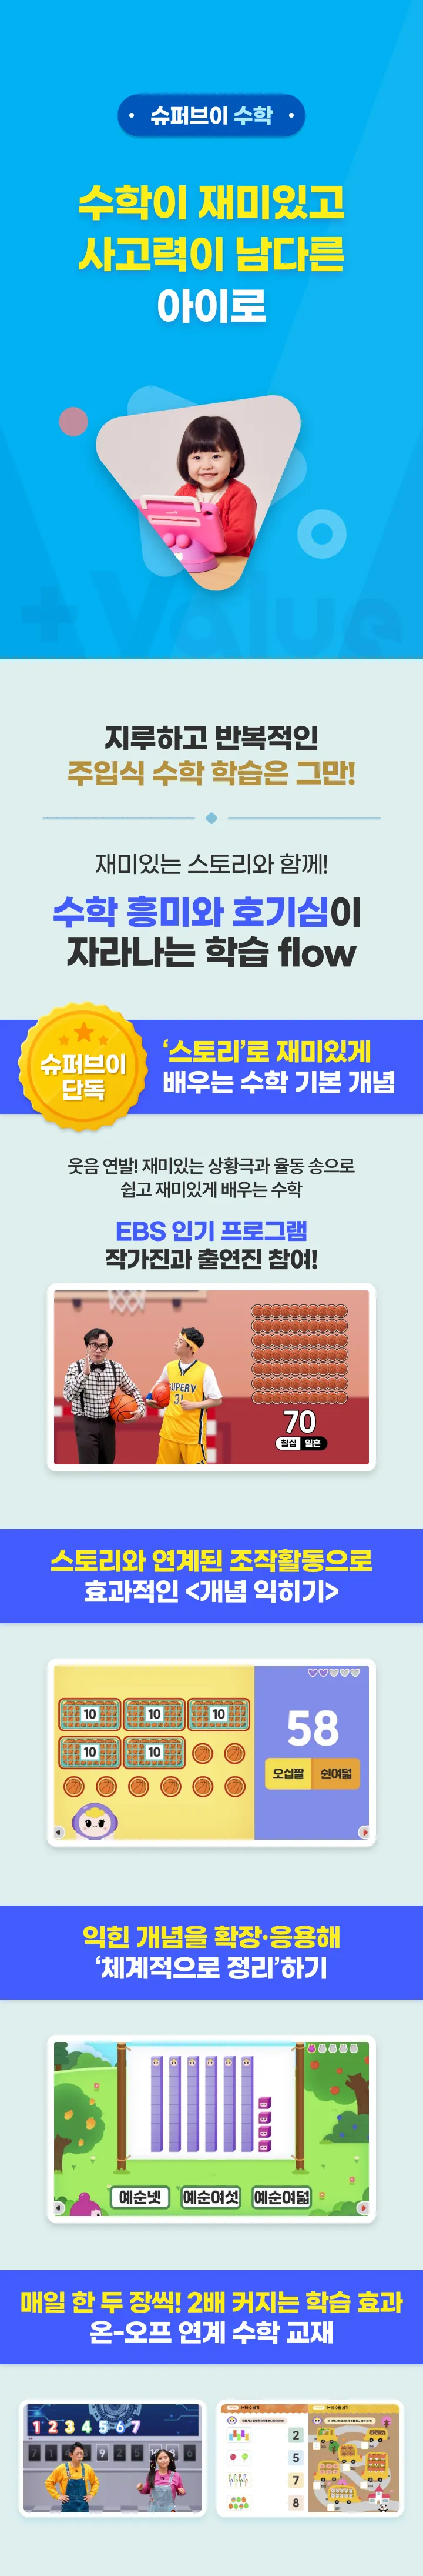 슈퍼브이 수학
수학이 재미있고
사고력이 남다른
아이로
+Value
지루하고 반복적인
주입식 수학 학습은 그만!
재미있는 스토리와 함께!
수학 흥미와 호기심이
자라나는 학습 flow
슈퍼브이
단독
'스토리'로 재미있게
배우는 수학 기본 개념
웃음 연발! 재미있는 상황극과 율동 송으로
쉽고 재미있게 배우는 수학
EBS 인기 프로그램
작가진과 출연진 참여!
SUPERV
31
70
칠십 일흔
스토리와 연계된 조작활동으로
효과적인 <개념 익히기>
10 10 10
10 10
58
오십팔 쉰여덟
익힌 개념을 확장·응용해
'체계적으로 정리'하기
예순넷 예순여섯 예순여덟
매일 한 두 장씩! 2배 커지는 학습 효과
온-오프 연계 수학 교재
1 2 3 4 5 6 7
2
5
7
8